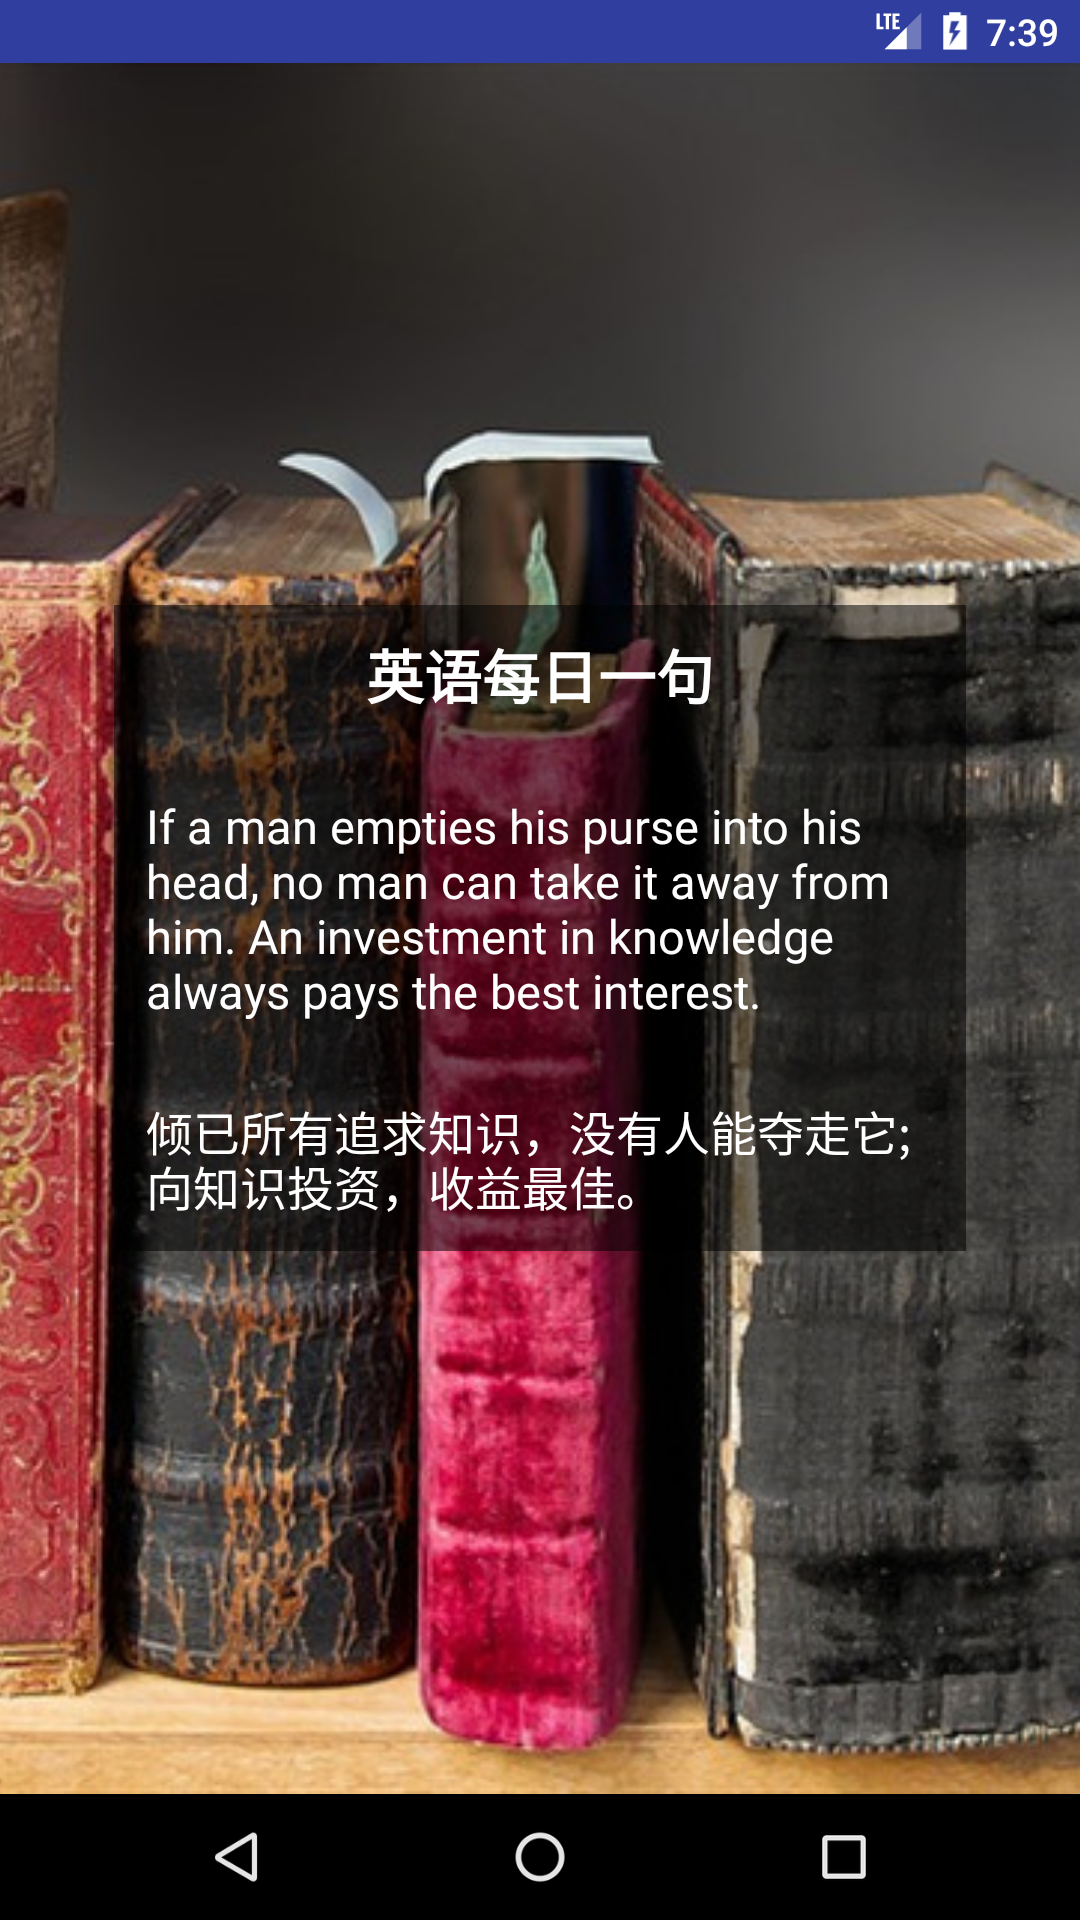 LTE 7:39
英语每日一句
If a man empties his purse into his
head, no man can take it away from
him. An investment in knowledge
always pays the best interest.
倾已所有追求知识，没有人能夺走它;
向知识投资，收益最佳。